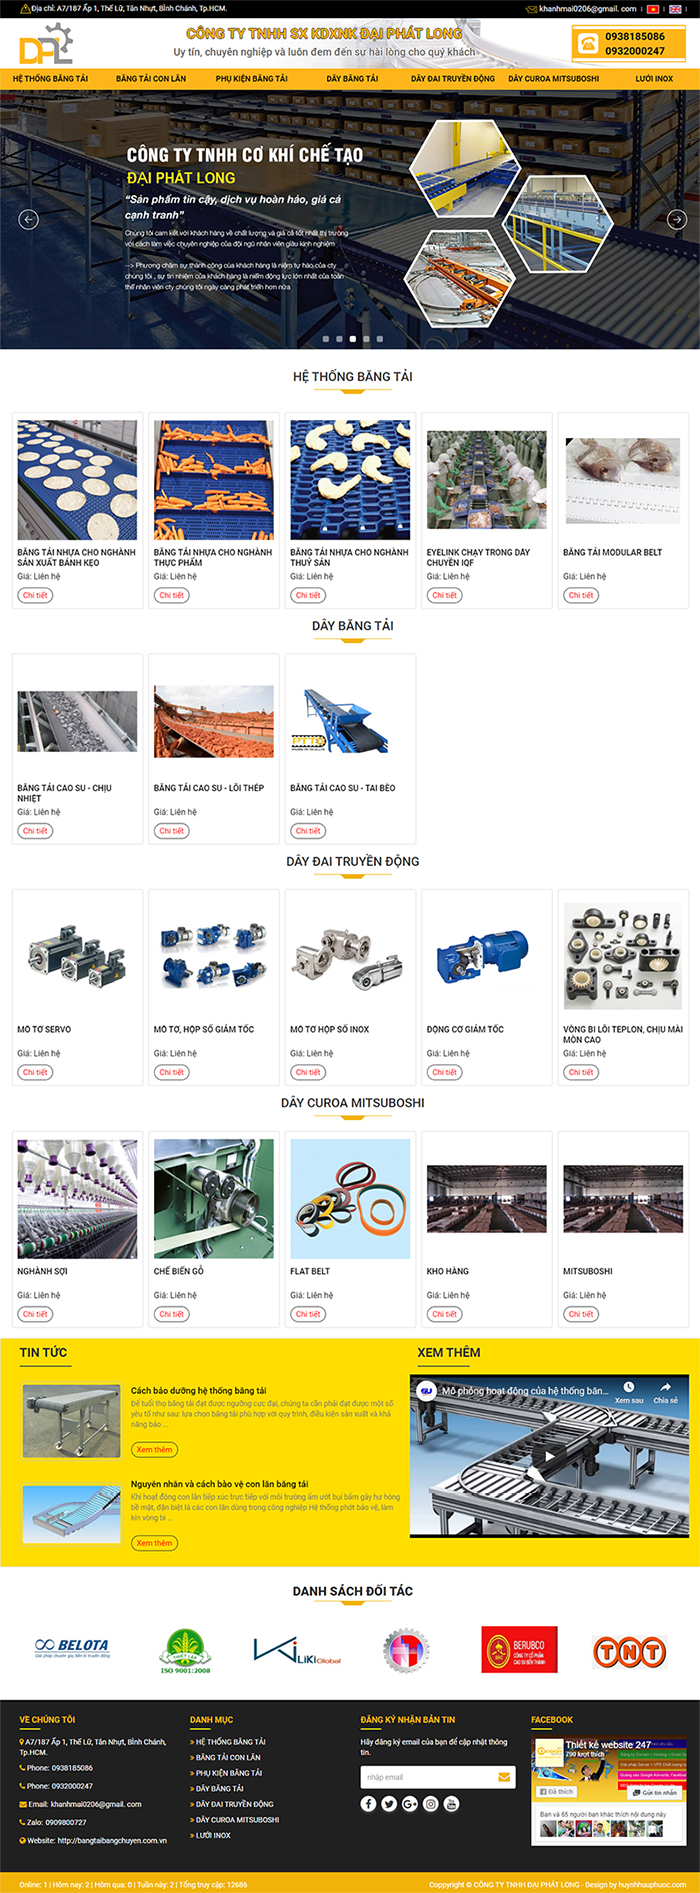 Địa chỉ: A7/187 Ấp 1, Thế Lữ, Tân Nhựt, Bình Chánh, Tp.HCM.
khanhmai0206@gmail. com
DPL
CÔNG TY TNHH SX KDXNK ĐẠI PHÁT LONG
Uy tín, chuyên nghiệp và luôn đem đến sự hài lòng cho quý khách
0938185086
0932000247
HỆ THỐNG BĂNG TẢI
BĂNG TẢI CON LĂN
PHỤ KIỆN BĂNG TẢI
DÂY BĂNG TẢI
DÂY ĐAI TRUYỀN ĐỘNG
DÂY CUROA MITSUBOSHI
LƯỚI INOX
CÔNG TY TNHH CƠ KHÍ CHẾ TẠO
ĐẠI PHÁT LONG
"Sản phẩm tin cậy, dịch vụ hoàn hảo, giá cả
cạnh tranh"
Chúng tôi cam kết với khách hàng về chất lượng và giá cả tốt nhất thị trường
với cách làm việc chuyên nghiệp của đội ngũ nhân viên giàu kinh nghiệm
--> Phương châm sự thành công của khách hàng là niệm tự hào của cty
chúng tôi , sự tin nhiệm của khách hàng là niềm động lực lớn nhất của toàn
thể nhân viên cty chúng tôi ngày càng phát triển hơn nữa
HỆ THỐNG BĂNG TẢI
BĂNG TẢI NHỰA CHO NGHÀNH
SẢN XUẤT BÁNH KẸO
Giá: Liên hệ
Chi tiết
BĂNG TẢI NHỰA CHO NGHÀNH
THỰC PHẨM
Giá: Liên hệ
Chi tiết
BĂNG TẢI NHỰA CHO NGHÀNH
THUỶ SẢN
Giá: Liên hệ
Chi tiết
EYELINK CHẠY TRONG DÂY
CHUYỀN IQF
Giá: Liên hệ
Chi tiết
BĂNG TẢI MODULAR BELT
Giá: Liên hệ
Chi tiết
DÂY BĂNG TẢI
BĂNG TẢI CAO SU - CHỊU
NHIỆT
Giá: Liên hệ
Chi tiết
BĂNG TẢI CAO SU - LÕI THÉP
Giá: Liên hệ
Chi tiết
BĂNG TẢI CAO SU - TAI BÈO
Giá: Liên hệ
Chi tiết
DÂY ĐAI TRUYỀN ĐỘNG
MÔ TƠ SERVO
Giá: Liên hệ
Chi tiết
MÔ TƠ, HỘP SỐ GIẢM TỐC
Giá: Liên hệ
Chi tiết
MÔ TƠ HỘP SỐ INOX
Giá: Liên hệ
Chi tiết
ĐỘNG CƠ GIẢM TỐC
Giá: Liên hệ
Chi tiết
VÒNG BI LÕI TEPLON, CHỊU MÀI
MÒN CAO
Giá: Liên hệ
Chi tiết
DÂY CUROA MITSUBOSHI
NGHÀNH SỢI
Giá: Liên hệ
Chi tiết
CHẾ BIẾN GỖ
Giá: Liên hệ
Chi tiết
FLAT BELT
Giá: Liên hệ
Chi tiết
KHO HÀNG
Giá: Liên hệ
Chi tiết
MITSUBOSHI
Giá: Liên hệ
Chi tiết
TIN TỨC
Cách bảo dưỡng hệ thống băng tải
Để tuổi thọ băng tải đạt được ngưỡng cực đại, chúng ta cần phải đạt được một số
yếu tố như sau: lựa chọn băng tải phù hợp với quy trình, điều kiện sản xuất và khả
năng bảo ...
Xem thêm
Nguyên nhân và cách bảo vệ con lăn băng tải
Khi hoạt động con lăn tiếp xúc trực tiếp với môi trường ẩm ướt bụi bẩm gây hư hỏng
bề mặt, đặn biệt là các con lăn dùng trong công nghiệp Hệ thống phớt bảo vệ, làm
kín vòng bi ...
Xem thêm
XEM THÊM
Mô phỏng hoạt động của hệ thống băn...
Xem sau
Chia sẻ
DANH SÁCH ĐỐI TÁC
BELOTA
Giải pháp chuyên gia, bền bỉ truyền động
ISO 9001:2008
LiKi Global
BERUBCO
CÔNG TY CỔ PHẦN
CAO SU BẾN THÀNH
TNT
VỀ CHÚNG TÔI
A7/187 Ấp 1, Thế Lữ, Tân Nhựt, Bình Chánh,
Tp.HCM.
Phone: 0938185086
Phone: 0932000247
Email: khanhmai0206@gmail. com
Zalo: 0909800727
Website: http://bangtaibangchuyen.com.vn
DANH MỤC
» HỆ THỐNG BĂNG TẢI
» BĂNG TẢI CON LĂN
» PHỤ KIỆN BĂNG TẢI
» DÂY BĂNG TẢI
» DÂY ĐAI TRUYỀN ĐỘNG
» DÂY CUROA MITSUBOSHI
» LƯỚI INOX
ĐĂNG KÝ NHẬN BẢN TIN
Hãy đăng ký email của bạn để cập nhật thông
tin.
nhập email
FACEBOOK
Thiết kế website 247
790 lượt thích
Đã thích
Gửi tin nhắn
Bạn và 65 người bạn khác thích nội dung này
Online: 1 | Hôm nay: 2 | Hôm qua: 0 | Tuần này: 2 | Tổng truy cập: 12686
Copyright © CÔNG TY TNHH ĐẠI PHÁT LONG - Design by huynhhuuphuoc.com